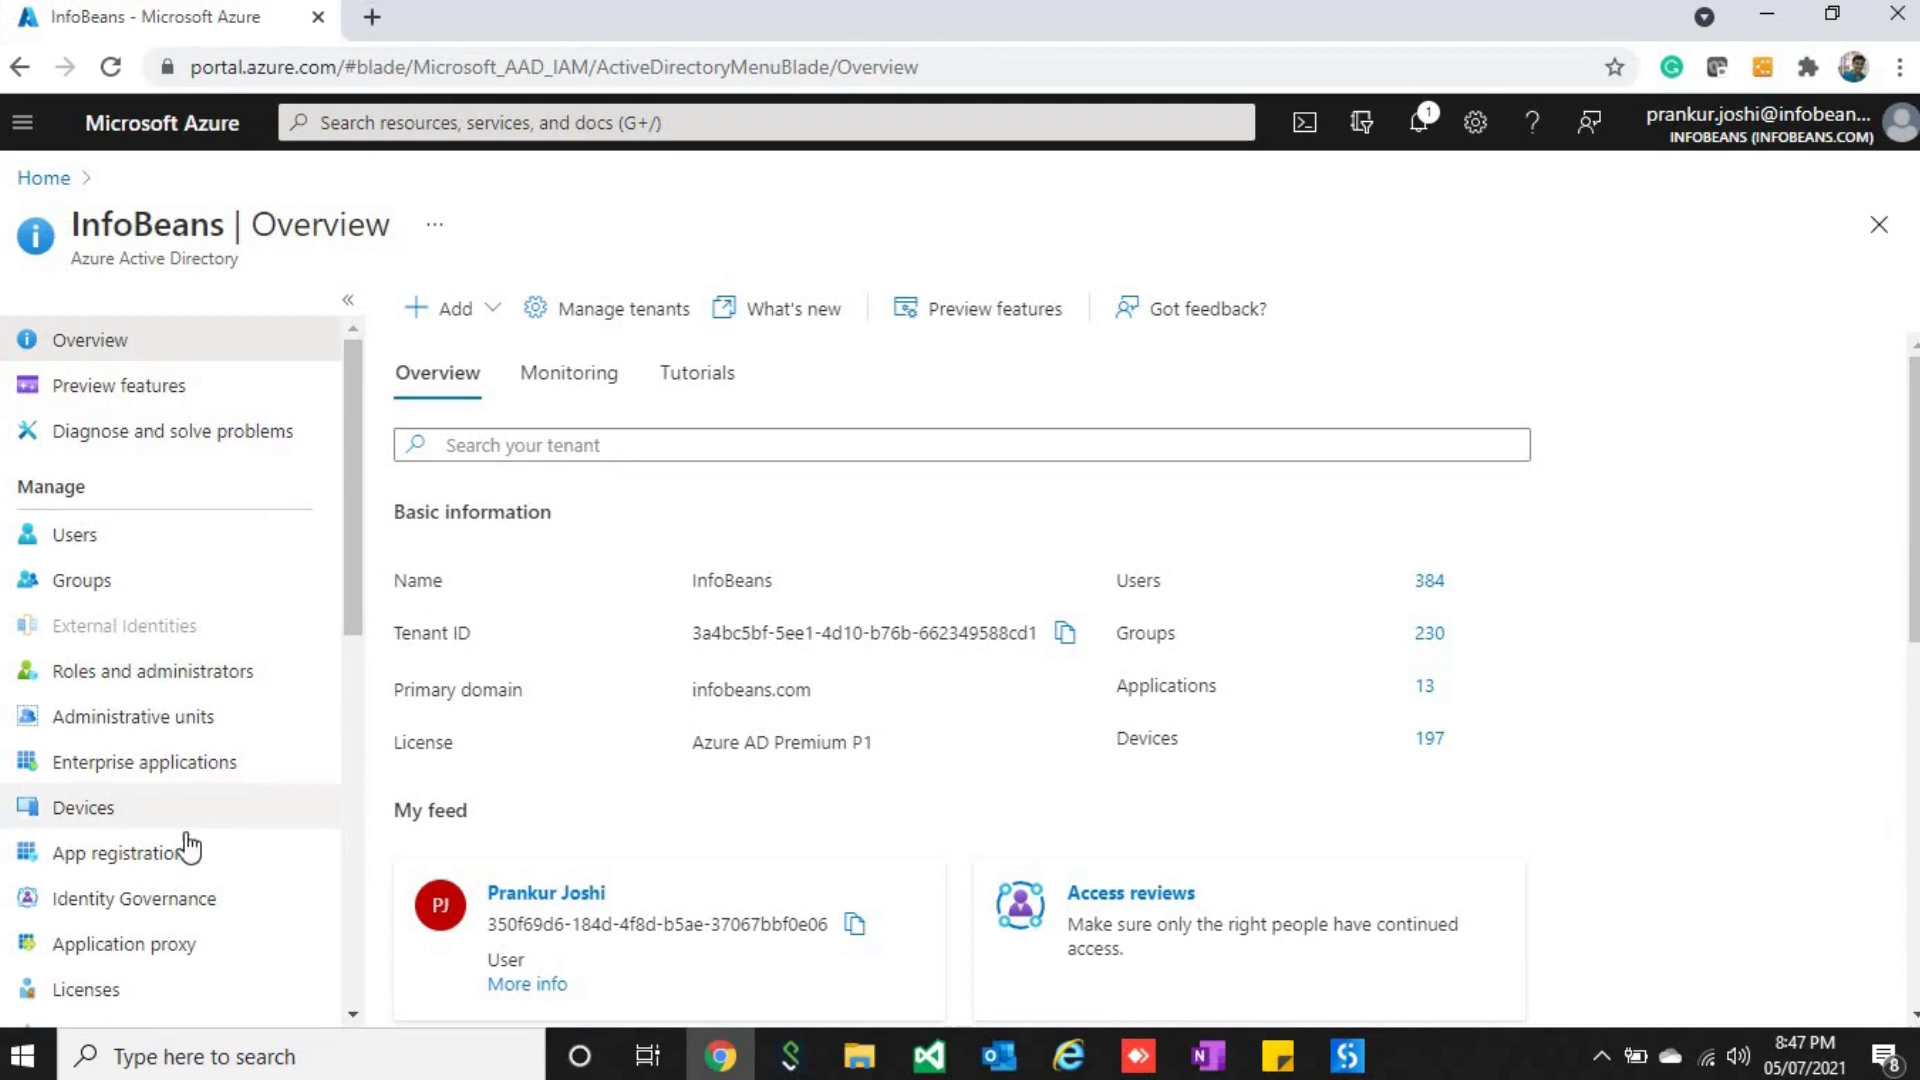 InfoBeans - Microsoft Azure
portal.azure.com/#blade/Microsoft_AAD_IAM/ActiveDirectoryMenuBlade/Overview
Microsoft Azure
Search resources, services, and docs (G+/)
1
prankur.joshi@infobean...
INFOBEANS (INFOBEANS.COM)
Home
InfoBeans | Overview
...
Azure Active Directory
Add
Manage tenants
What's new
Preview features
Got feedback?
Overview
Preview features
Diagnose and solve problems
Manage
Users
Groups
External Identities
Roles and administrators
Administrative units
Enterprise applications
Devices
App registration
Identity Governance
Application proxy
Licenses
Overview
Monitoring
Tutorials
Search your tenant
Basic information
Name
InfoBeans
Users
384
Tenant ID
3a4bc5bf-5ee1-4d10-b76b-662349588cd1
Groups
230
Primary domain
infobeans.com
Applications
13
License
Azure AD Premium P1
Devices
197
My feed
PJ
Prankur Joshi
350f69d6-184d-4f8d-b5ae-37067bbf0e06
User
More info
Access reviews
Make sure only the right people have continued
access.
Type here to search
8:47 PM
05/07/2021
8